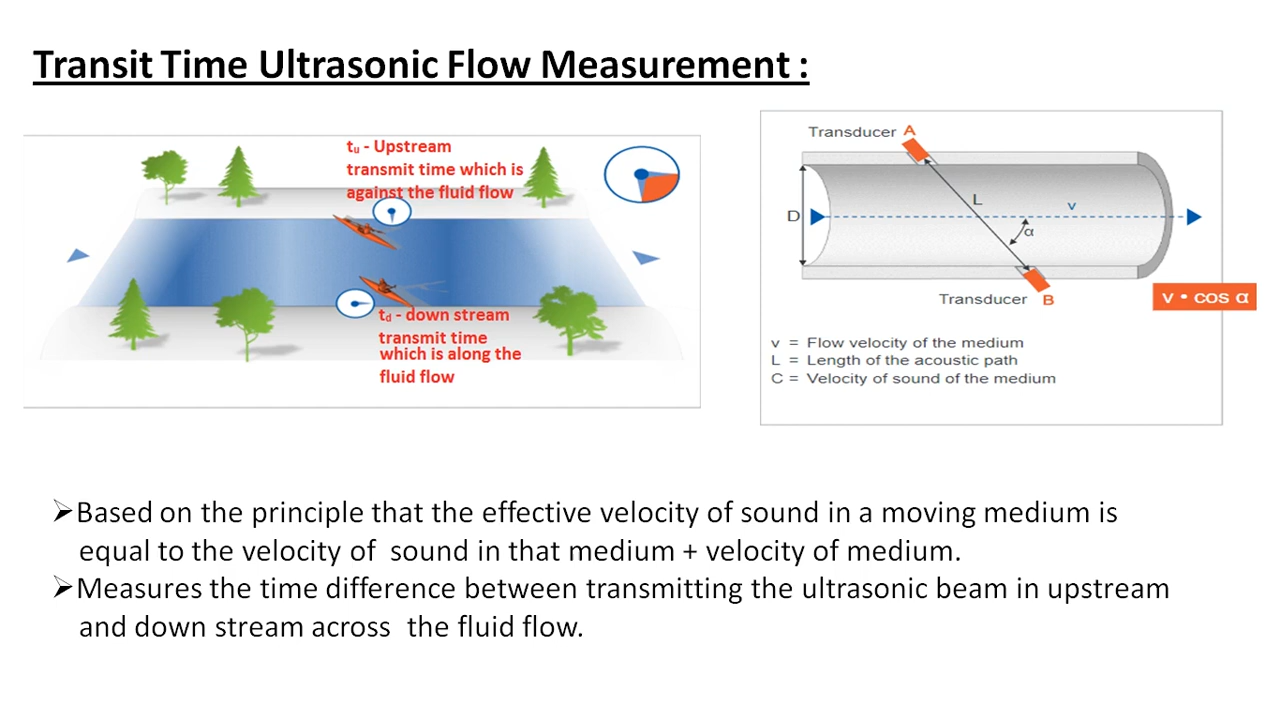 Transit Time Ultrasonic Flow Measurement :
tu - Upstream
transmit time which is
against the fluid flow
td - down stream
transmit time
which is along the
fluid flow
Transducer A
L
v
D
α
Transducer B
v • cos α
v = Flow velocity of the medium
L = Length of the acoustic path
C = Velocity of sound of the medium
➢Based on the principle that the effective velocity of sound in a moving medium is
equal to the velocity of sound in that medium + velocity of medium.
➢Measures the time difference between transmitting the ultrasonic beam in upstream
and down stream across the fluid flow.